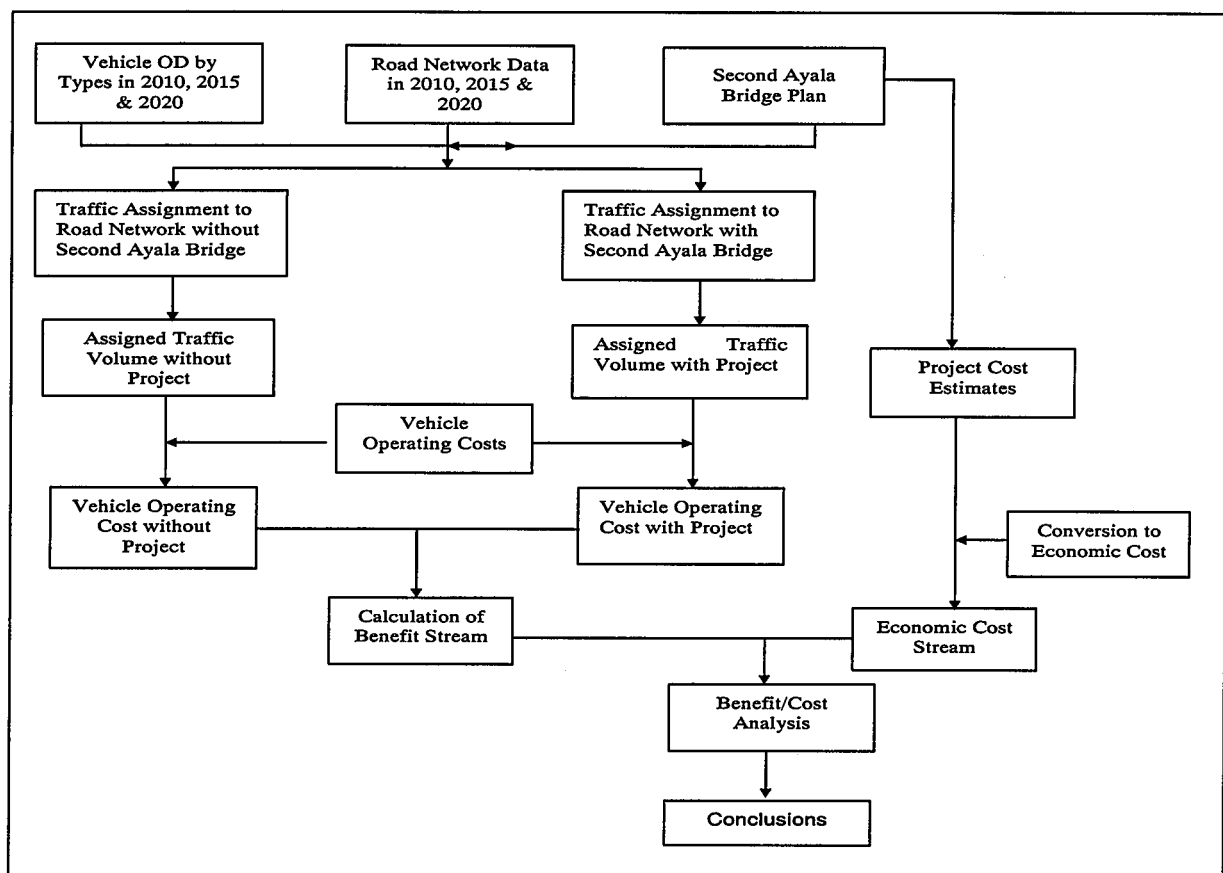 Vehicle OD by
Types in 2010, 2015
& 2020
Road Network Data
in 2010, 2015 &
2020
Second Ayala
Bridge Plan
Traffic Assignment to
Road Network without
Second Ayala Bridge
Traffic Assignment to
Road Network with
Second Ayala Bridge
Assigned Traffic
Volume without
Project
Assigned Traffic
Volume with Project
Project Cost
Estimates
Vehicle
Operating Costs
Vehicle Operating
Cost without
Project
Vehicle Operating
Cost with Project
Conversion to
Economic Cost
Calculation of
Benefit Stream
Economic Cost
Stream
Benefit/Cost
Analysis
Conclusions